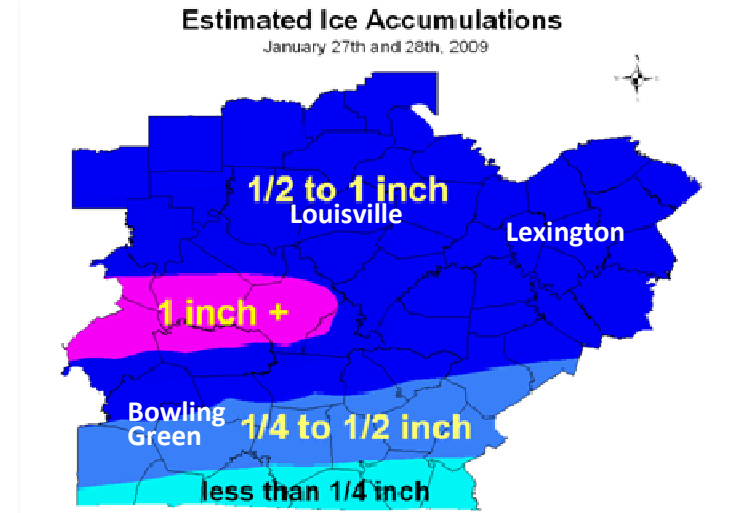 Estimated Ice Accumulations
January 27th and 28th, 2009
1/2 to 1 inch
Louisville
Lexington
1 inch +
Bowling
Green
1/4 to 1/2 inch
less than 1/4 inch